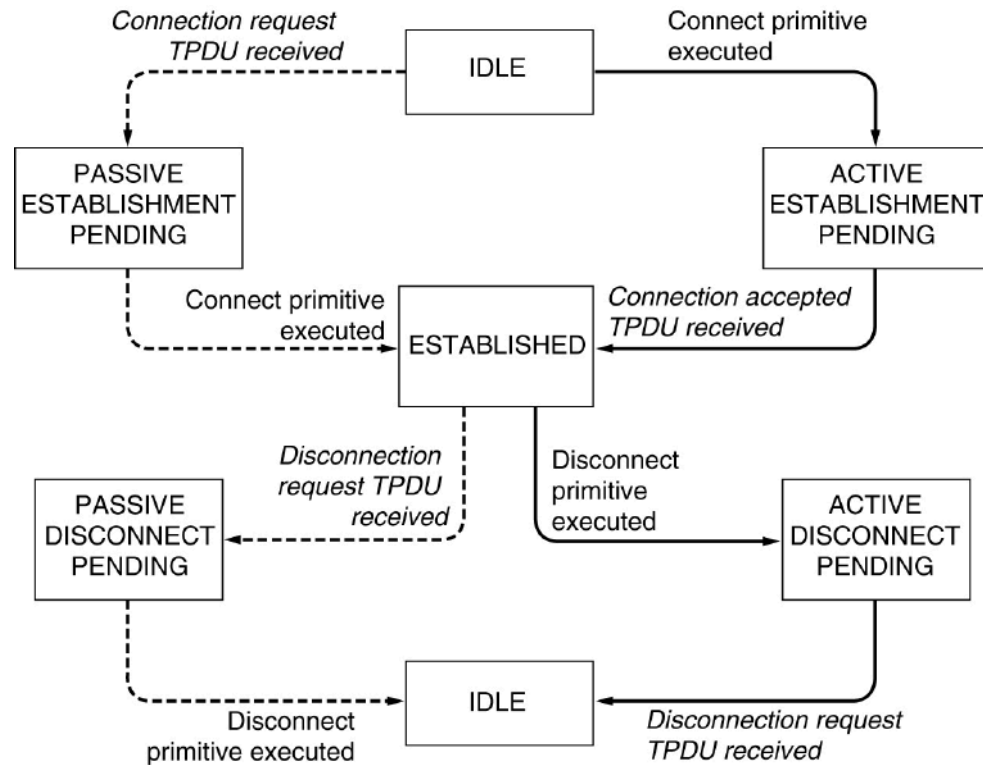 Connection request
TPDU received
IDLE
Connect primitive
executed
PASSIVE
ESTABLISHMENT
PENDING
ACTIVE
ESTABLISHMENT
PENDING
Connect primitive
executed
ESTABLISHED
Connection accepted
TPDU received
Disconnection
request TPDU
received
Disconnect
primitive
executed
PASSIVE
DISCONNECT
PENDING
ACTIVE
DISCONNECT
PENDING
Disconnect
primitive executed
IDLE
Disconnection request
TPDU received